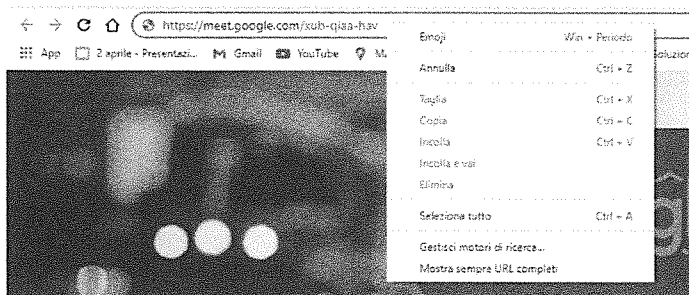 https://meet.google.com/xub-qiaa-hav
App 2 aprile - Presentazi... Gmail YouTube
Emoji Win + Periodo
Annulla Ctrl + Z
Taglia Ctrl + X
Copia Ctrl + C
Incolla Ctrl + V
Incolla e vai
Elimina
Seleziona tutto Ctrl + A
Gestisci motori di ricerca...
Mostra sempre URL completi